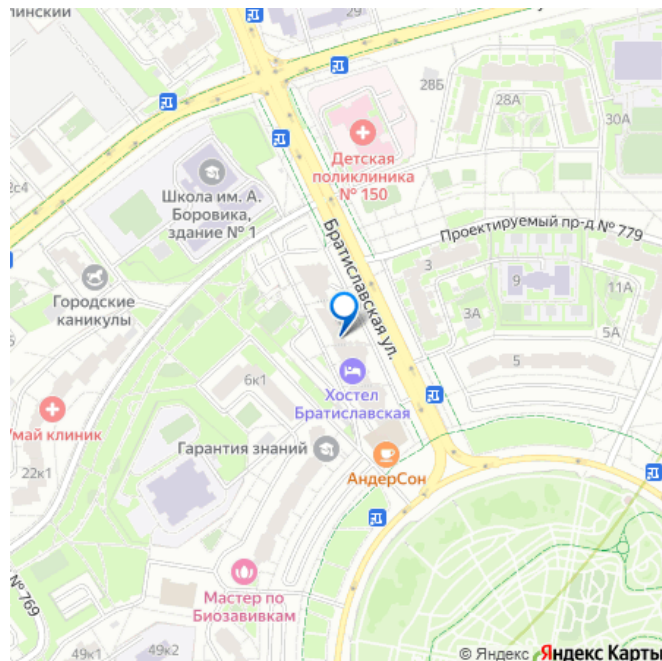 линский
29
28Б
28А
30А
Детская
поликлиника
№ 150
2с4
Школа им. А.
Боровика,
здание № 1
Братиславская ул.
Проектируемый пр-д № 779
3
9
11А
3А
5А
5
Городские
каникулы
6к1
Хостел
Братиславская
май клиник
22к1
Гарантия знаний
АндерСон
Мастер по
Биозавивкам
№ 769
49к1
49к2
© Яндекс Яндекс Карты